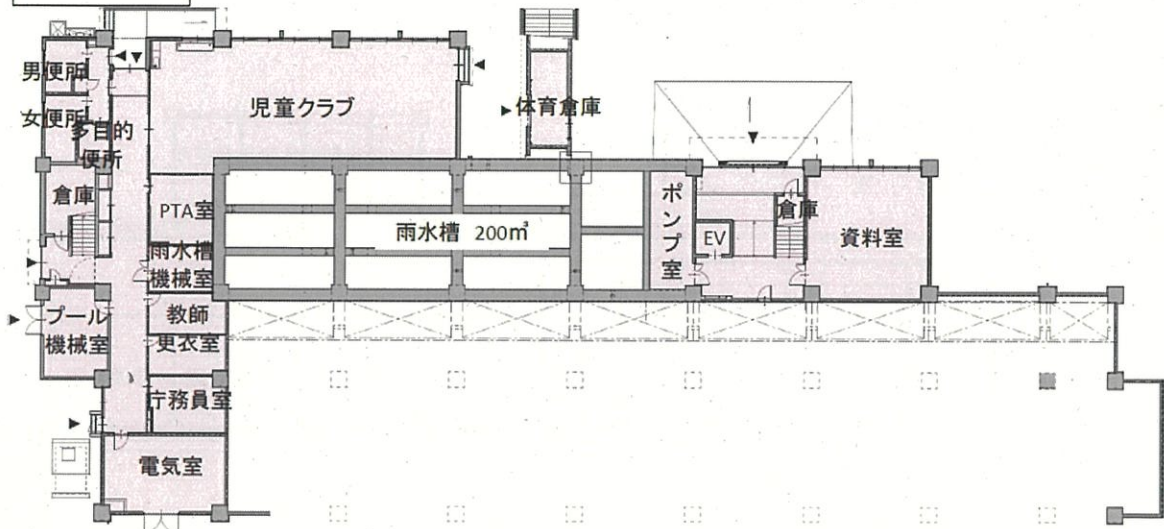 男便所
児童クラブ
体育倉庫
女便所
多目的
便所
倉庫
PTA室
雨水槽 200㎥
ポンプ室
EV
倉庫
資料室
雨水槽
機械室
プール
機械室
教師
更衣室
庁務員室
電気室